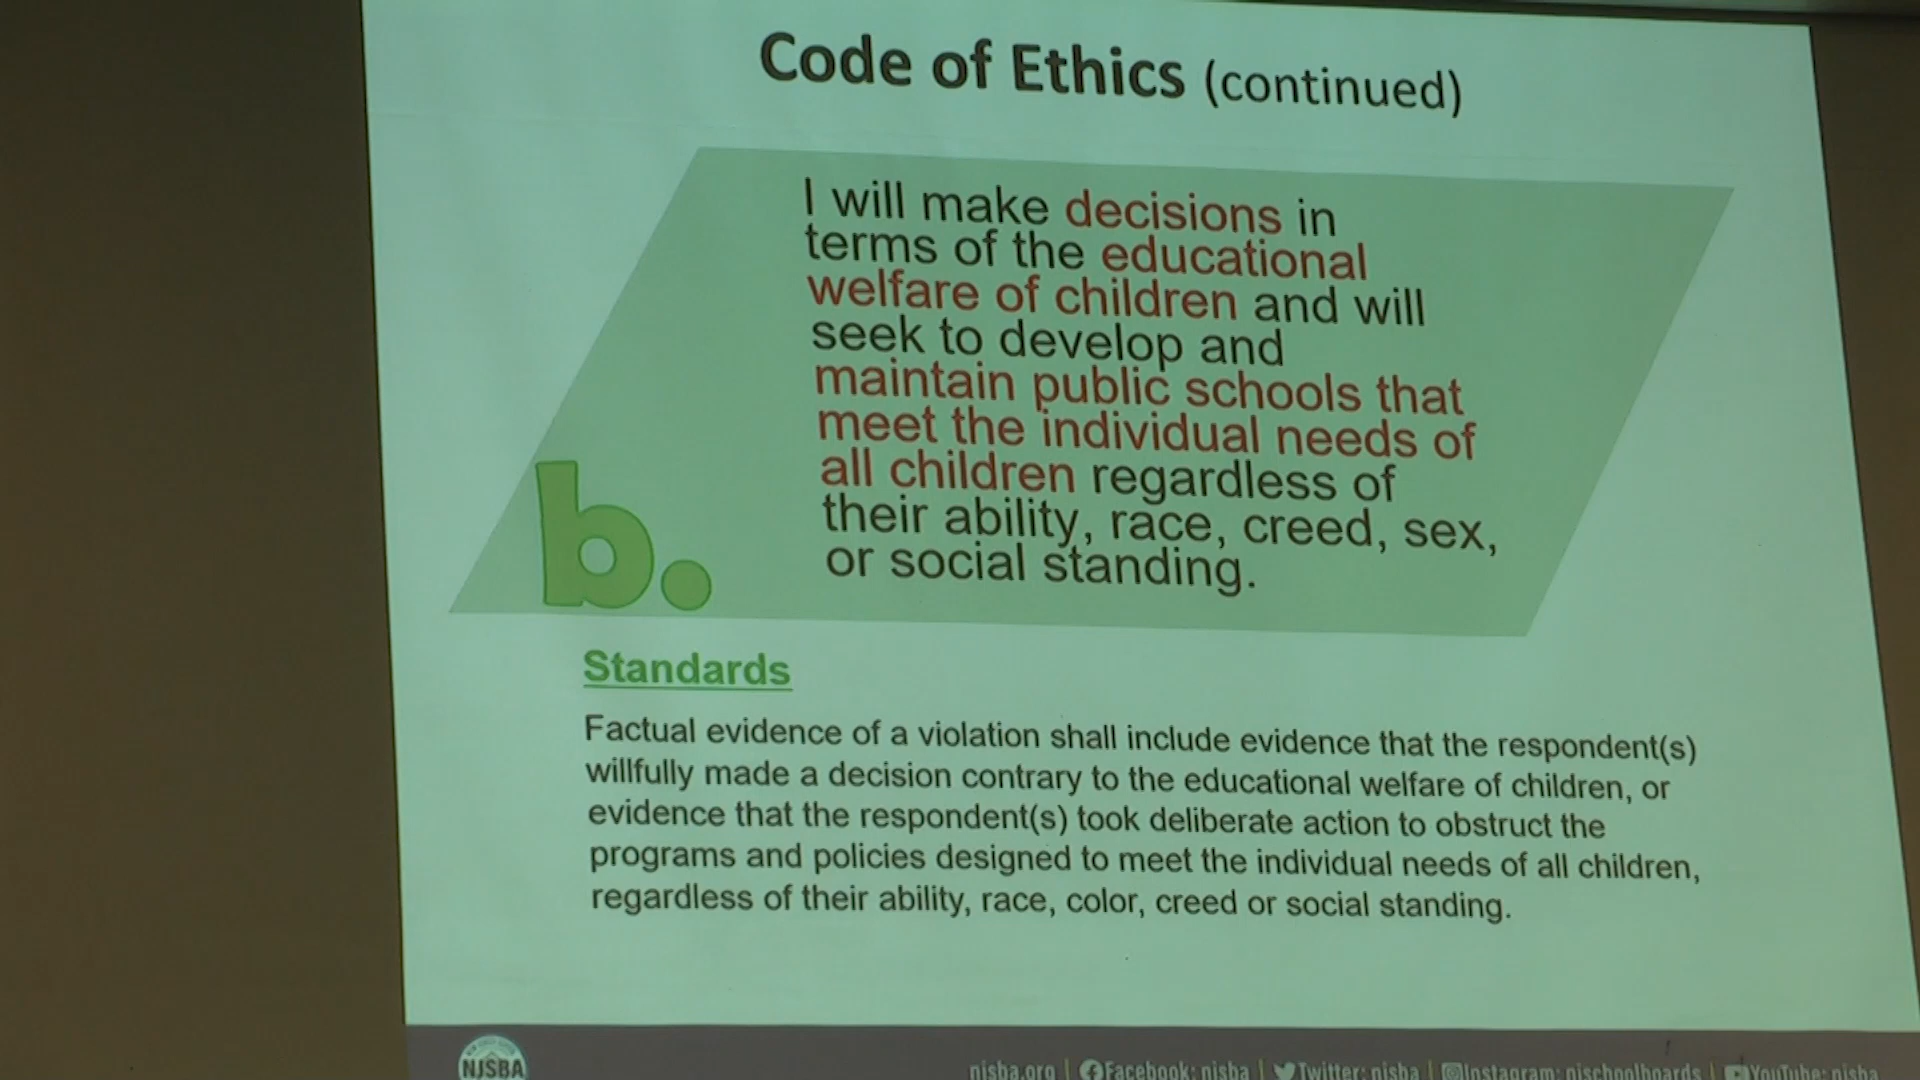 Code of Ethics (continued)
I will make decisions in
terms of the educational
welfare of children and will
seek to develop and
maintain public schools that
meet the individual needs of
all children regardless of
their ability, race, creed, sex,
or social standing.
b.
Standards
Factual evidence of a violation shall include evidence that the respondent(s)
willfully made a decision contrary to the educational welfare of children, or
evidence that the respondent(s) took deliberate action to obstruct the
programs and policies designed to meet the individual needs of all children,
regardless of their ability, race, color, creed or social standing.
NJSBA
njsba.org | Facebook: njsba | Twitter: njsba | Instagram: njschoolboards | YouTube: njsba